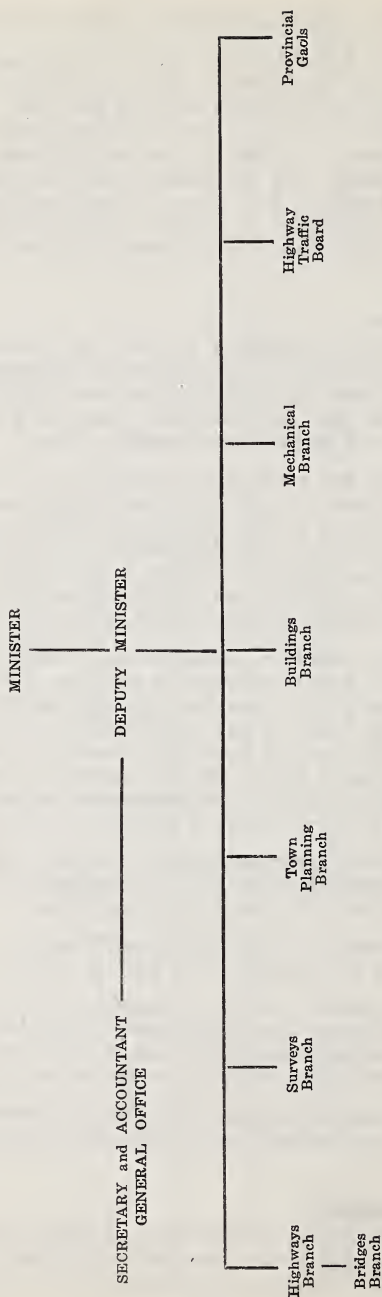 MINISTER
SECRETARY and ACCOUNTANT
GENERAL OFFICE
DEPUTY MINISTER
Highways
Branch
Bridges
Branch
Surveys
Branch
Town
Planning
Branch
Buildings
Branch
Mechanical
Branch
Highway
Traffic
Board
Provincial
Gaols